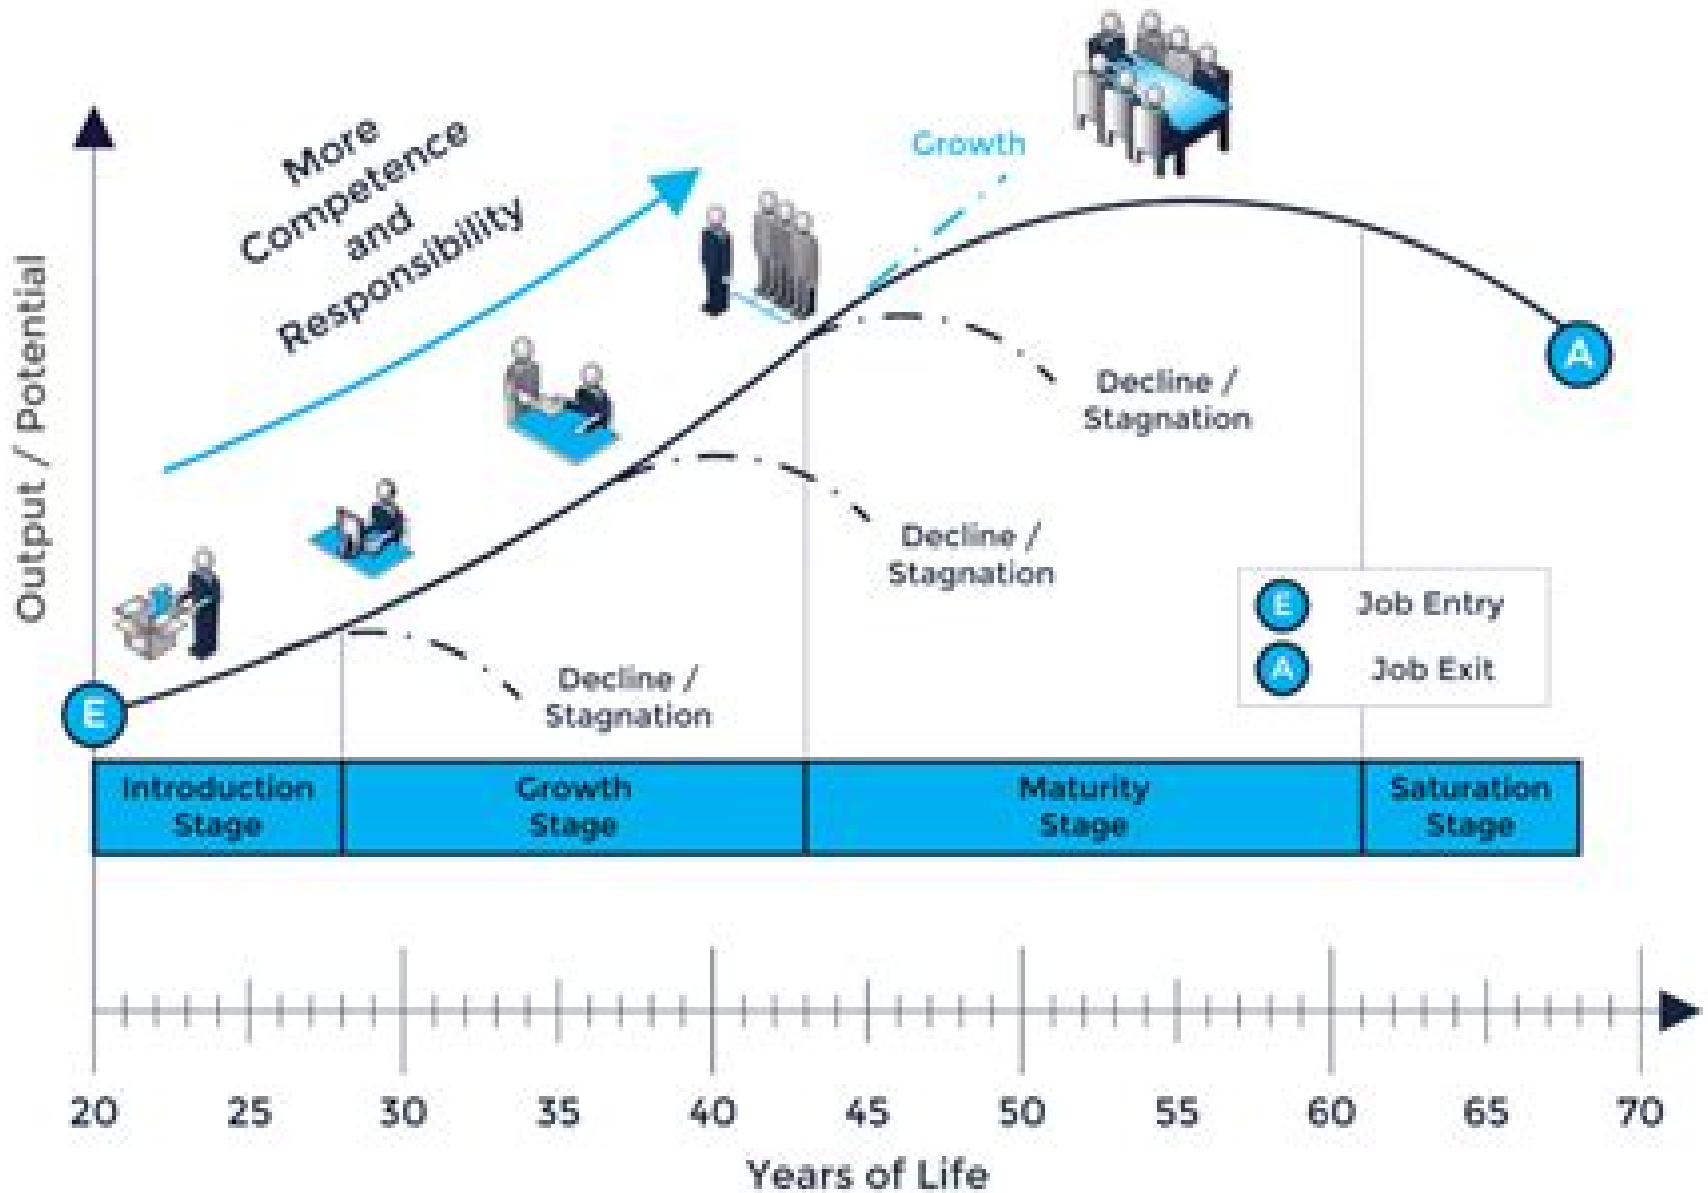 More
Competence
and
Responsibility
Growth
Output / Potential
A
Decline /
Stagnation
Decline /
Stagnation
E Job Entry
A Job Exit
Decline /
Stagnation
E
Introduction
Stage
Growth
Stage
Maturity
Stage
Saturation
Stage
20 25 30 35 40 45 50 55 60 65 70
Years of Life